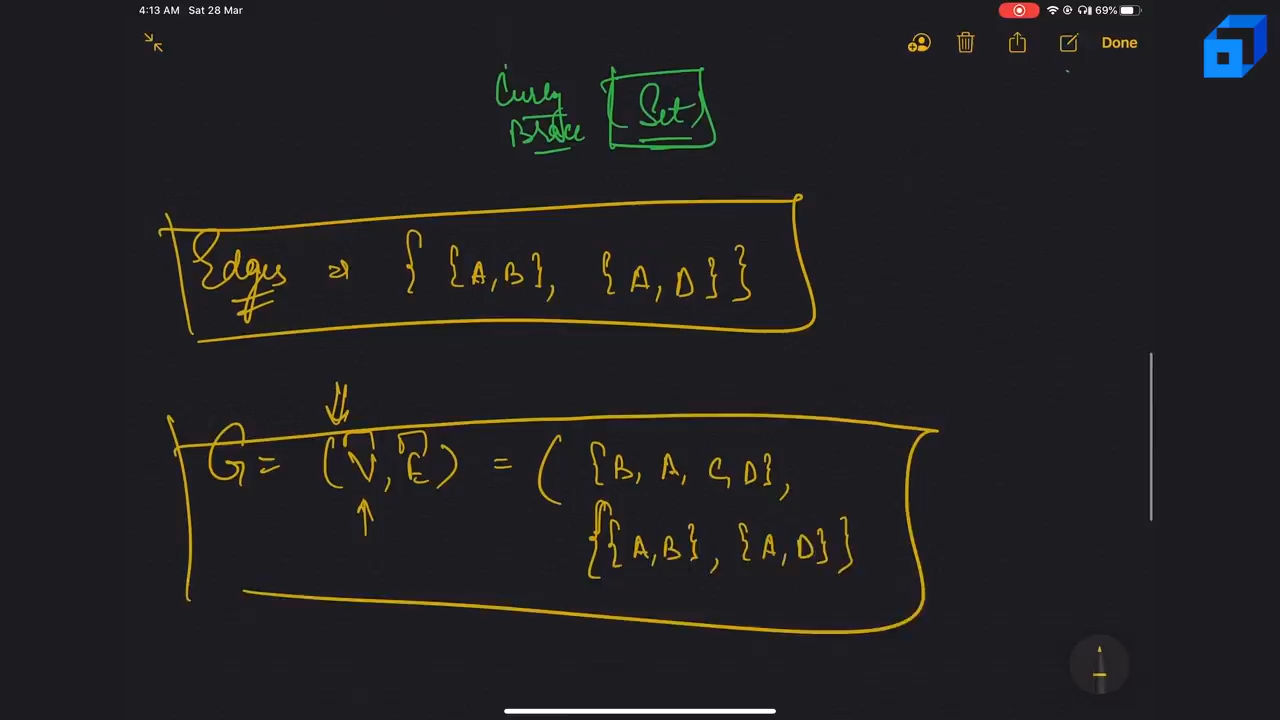 4:13 AM Sat 28 Mar
69%
Done
Curly
Brace
Set
Edges ⇒ { {A,B}, {A,D} }
G = (V,E) = ( {B, A, C, D},
{{A,B}, {A,D}}